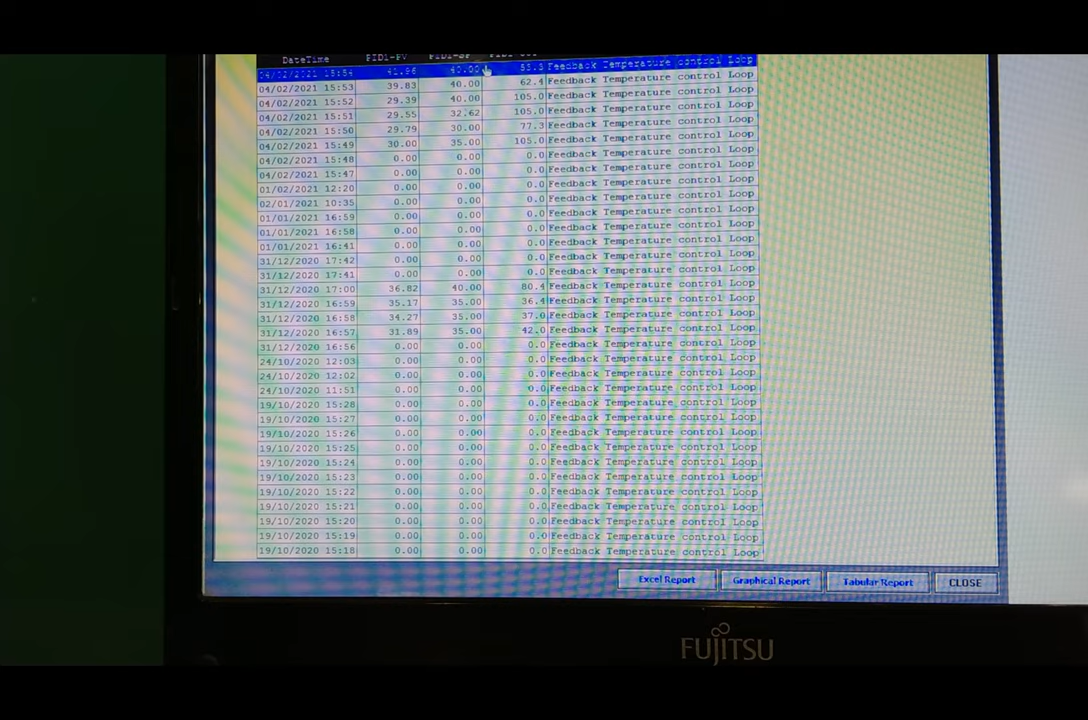 DateTime PID1-PV PID1-SP
04/02/2021 15:54 41.96 40.00 53.3 Feedback Temperature control Loop
04/02/2021 15:53 39.83 40.00 62.4 Feedback Temperature control Loop
04/02/2021 15:52 29.39 40.00 105.0 Feedback Temperature control Loop
04/02/2021 15:51 29.55 32.62 105.0 Feedback Temperature control Loop
04/02/2021 15:50 29.79 30.00 77.3 Feedback Temperature control Loop
04/02/2021 15:49 30.00 35.00 105.0 Feedback Temperature control Loop
04/02/2021 15:48 0.00 0.00 0.0 Feedback Temperature control Loop
04/02/2021 15:47 0.00 0.00 0.0 Feedback Temperature control Loop
01/02/2021 12:20 0.00 0.00 0.0 Feedback Temperature control Loop
02/01/2021 10:35 0.00 0.00 0.0 Feedback Temperature control Loop
01/01/2021 16:59 0.00 0.00 0.0 Feedback Temperature control Loop
01/01/2021 16:58 0.00 0.00 0.0 Feedback Temperature control Loop
01/01/2021 16:41 0.00 0.00 0.0 Feedback Temperature control Loop
31/12/2020 17:42 0.00 0.00 0.0 Feedback Temperature control Loop
31/12/2020 17:41 0.00 0.00 0.0 Feedback Temperature control Loop
31/12/2020 17:00 36.82 40.00 80.4 Feedback Temperature control Loop
31/12/2020 16:59 35.17 35.00 36.4 Feedback Temperature control Loop
31/12/2020 16:58 34.27 35.00 37.0 Feedback Temperature control Loop
31/12/2020 16:57 31.89 35.00 42.0 Feedback Temperature control Loop
31/12/2020 16:56 0.00 0.00 0.0 Feedback Temperature control Loop
24/10/2020 12:03 0.00 0.00 0.0 Feedback Temperature control Loop
24/10/2020 12:02 0.00 0.00 0.0 Feedback Temperature control Loop
24/10/2020 11:51 0.00 0.00 0.0 Feedback Temperature control Loop
19/10/2020 15:28 0.00 0.00 0.0 Feedback Temperature control Loop
19/10/2020 15:27 0.00 0.00 0.0 Feedback Temperature control Loop
19/10/2020 15:26 0.00 0.00 0.0 Feedback Temperature control Loop
19/10/2020 15:25 0.00 0.00 0.0 Feedback Temperature control Loop
19/10/2020 15:24 0.00 0.00 0.0 Feedback Temperature control Loop
19/10/2020 15:23 0.00 0.00 0.0 Feedback Temperature control Loop
19/10/2020 15:22 0.00 0.00 0.0 Feedback Temperature control Loop
19/10/2020 15:21 0.00 0.00 0.0 Feedback Temperature control Loop
19/10/2020 15:20 0.00 0.00 0.0 Feedback Temperature control Loop
19/10/2020 15:19 0.00 0.00 0.0 Feedback Temperature control Loop
19/10/2020 15:18 0.00 0.00 0.0 Feedback Temperature control Loop
Excel Report Graphical Report Tabular Report CLOSE
FUJITSU